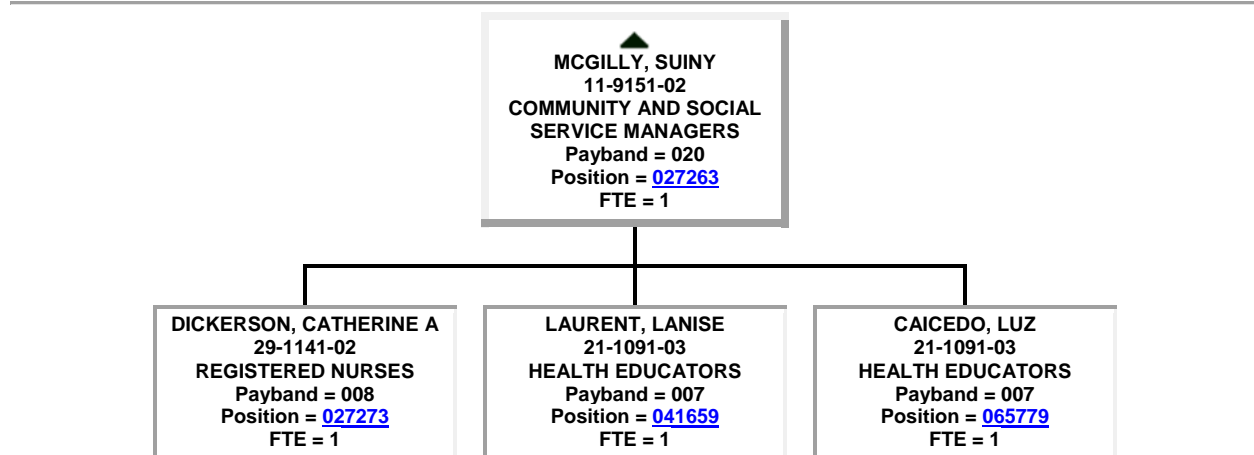 MCGILLY, SUINY
11-9151-02
COMMUNITY AND SOCIAL
SERVICE MANAGERS
Payband = 020
Position = 027263
FTE = 1
DICKERSON, CATHERINE A
29-1141-02
REGISTERED NURSES
Payband = 008
Position = 027273
FTE = 1
LAURENT, LANISE
21-1091-03
HEALTH EDUCATORS
Payband = 007
Position = 041659
FTE = 1
CAICEDO, LUZ
21-1091-03
HEALTH EDUCATORS
Payband = 007
Position = 065779
FTE = 1